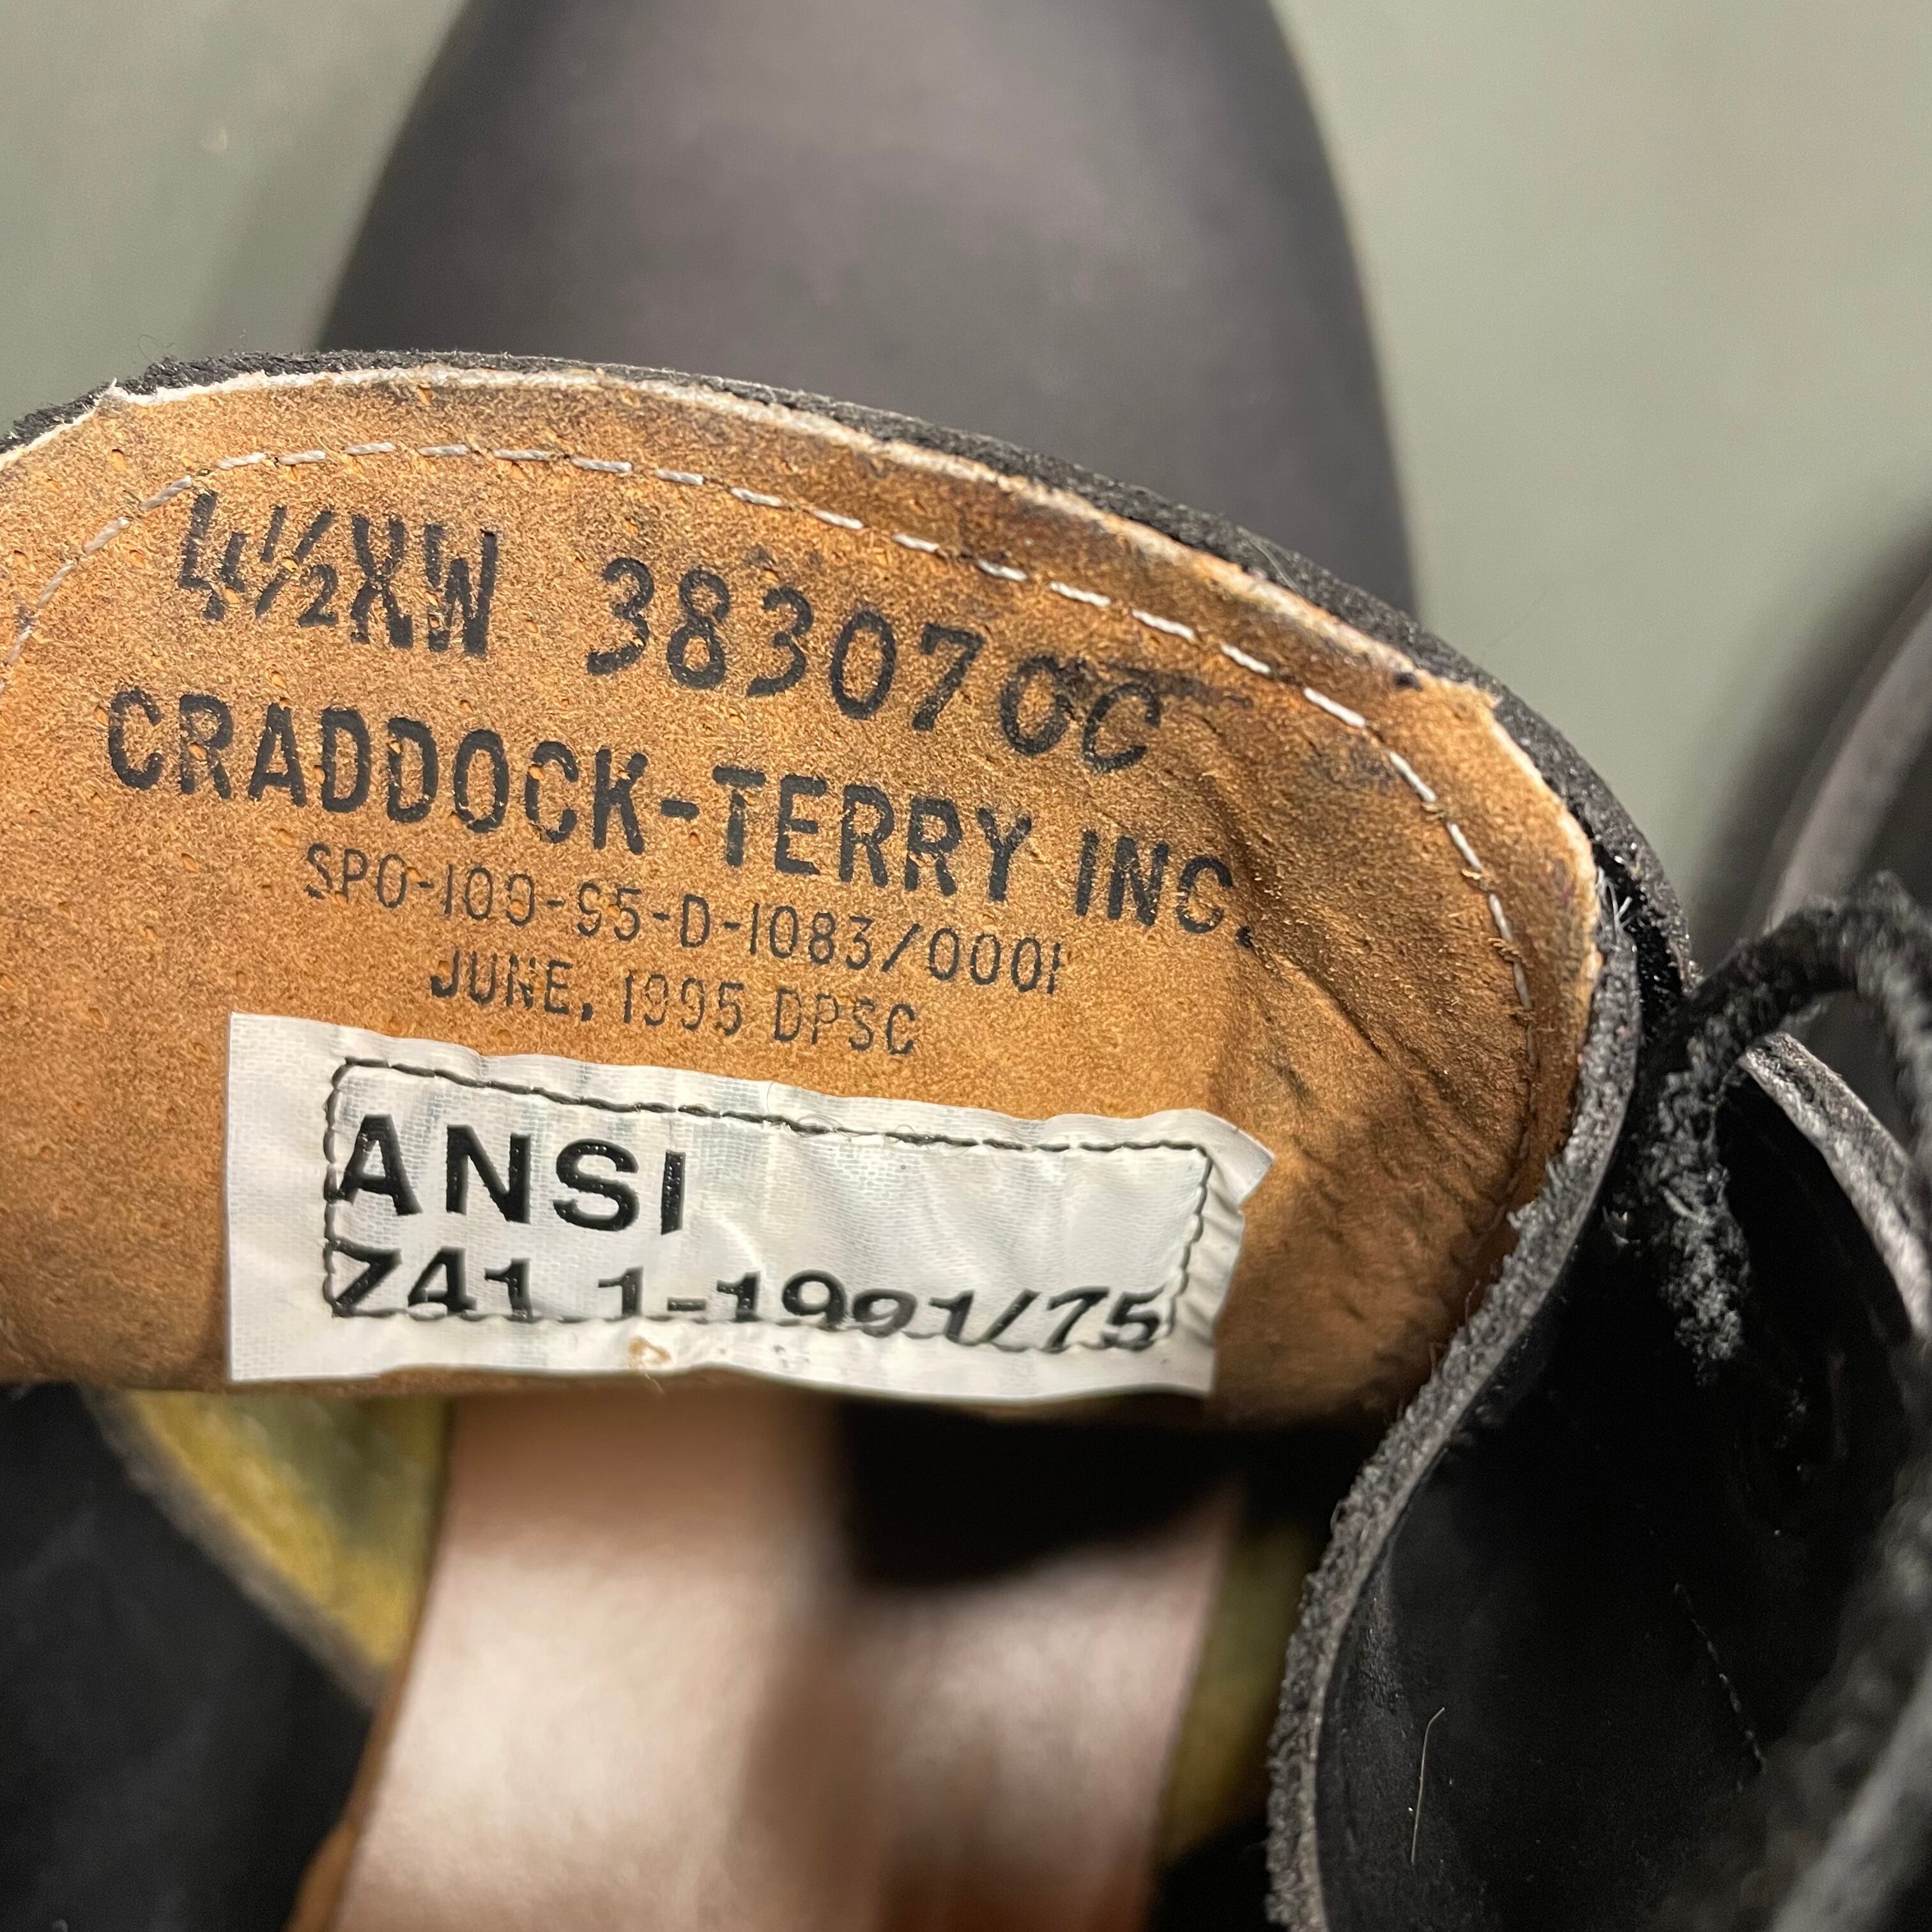 4½XW 383070C
CRADDOCK-TERRY INC.
SPO-100-95-D-1083/0001
JUNE, 1995 DPSC
ANSI
Z41.1-1991/75